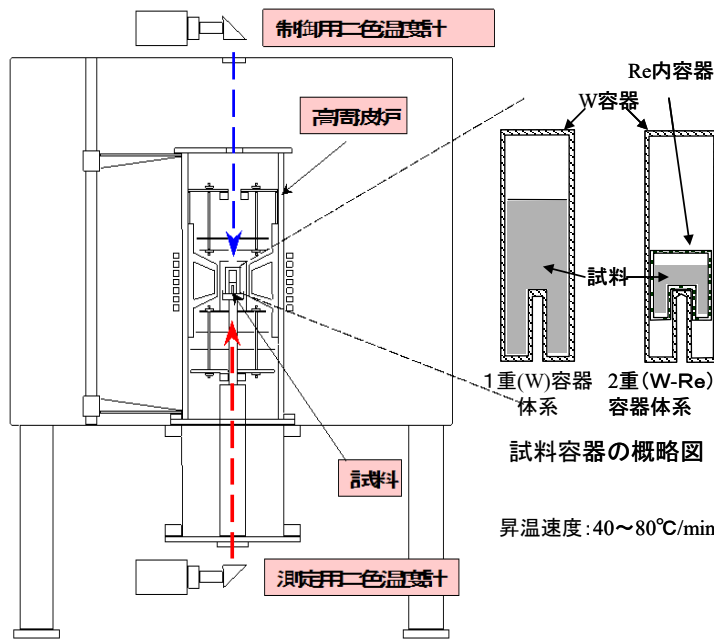 制御用二色温度計
Re内容器
W容器
高周波炉
試料
1重(W)容器
体系
2重(W-Re)
容器体系
試料容器の概略図
試料
昇温速度:40～80℃/min
測定用二色温度計